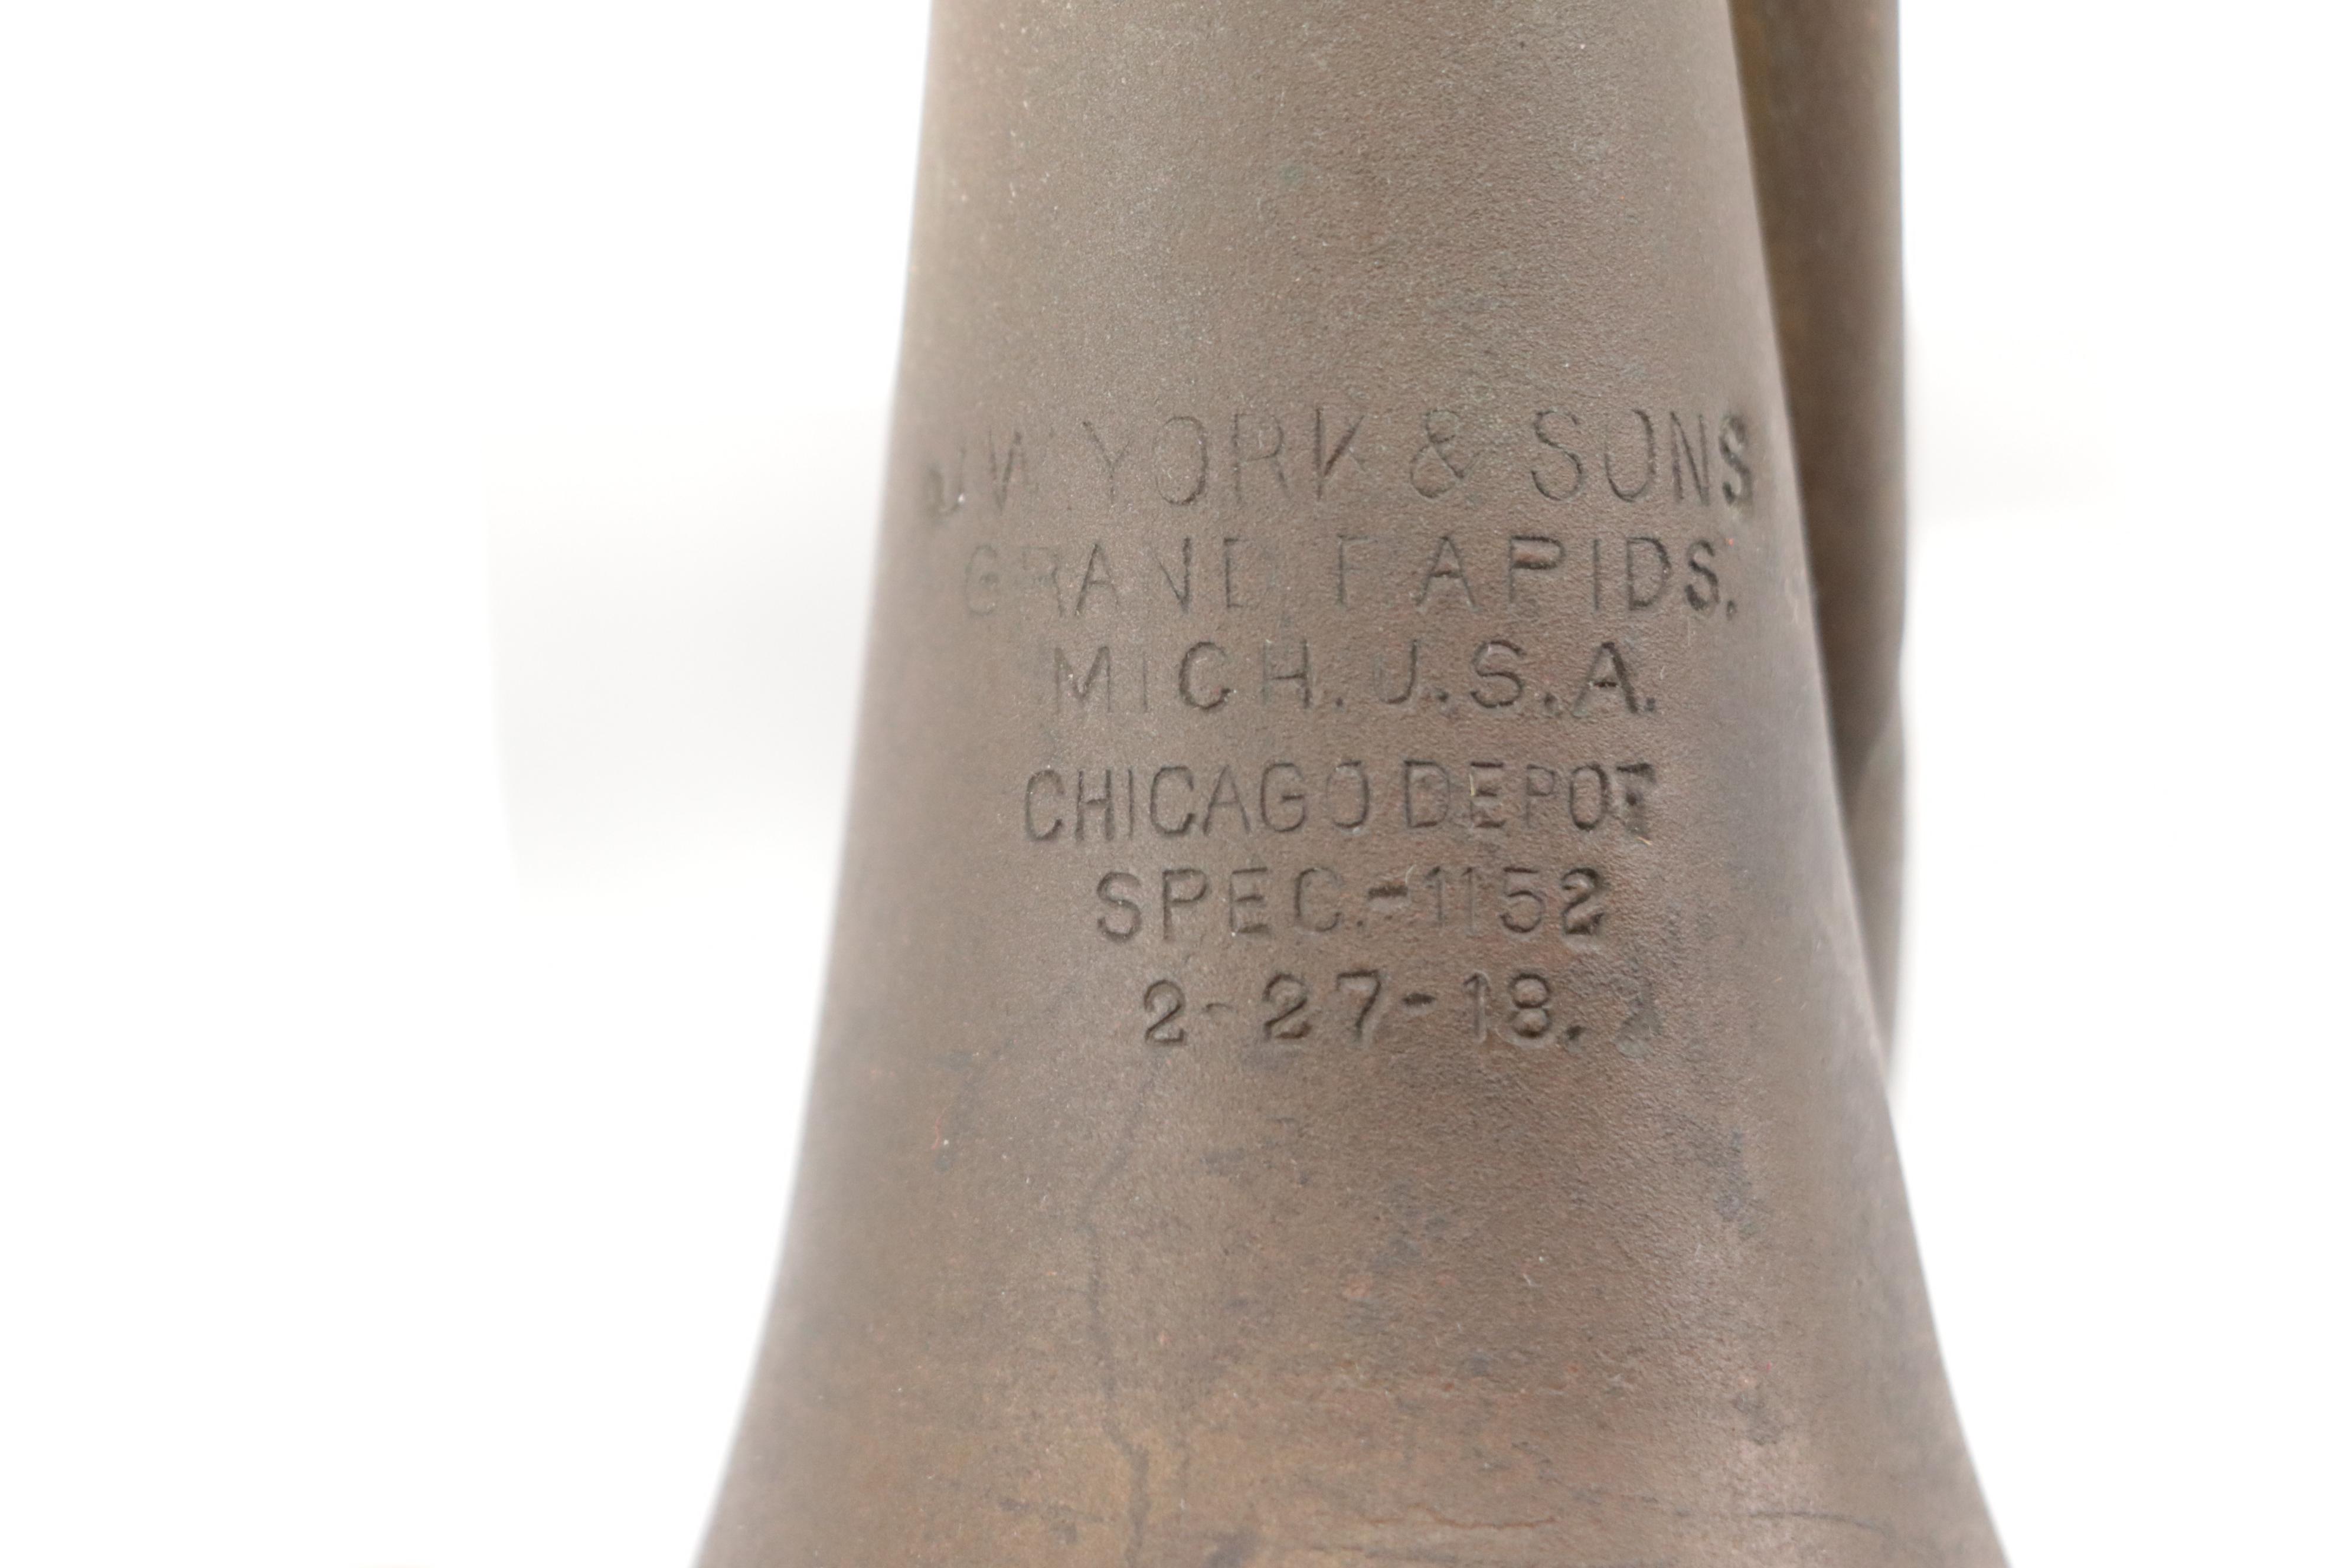 J W YORK & SONS
GRAND RAPIDS.
MICH. U.S.A.
CHICAGO DEPOT
SPEC.-1152
2-27-18.